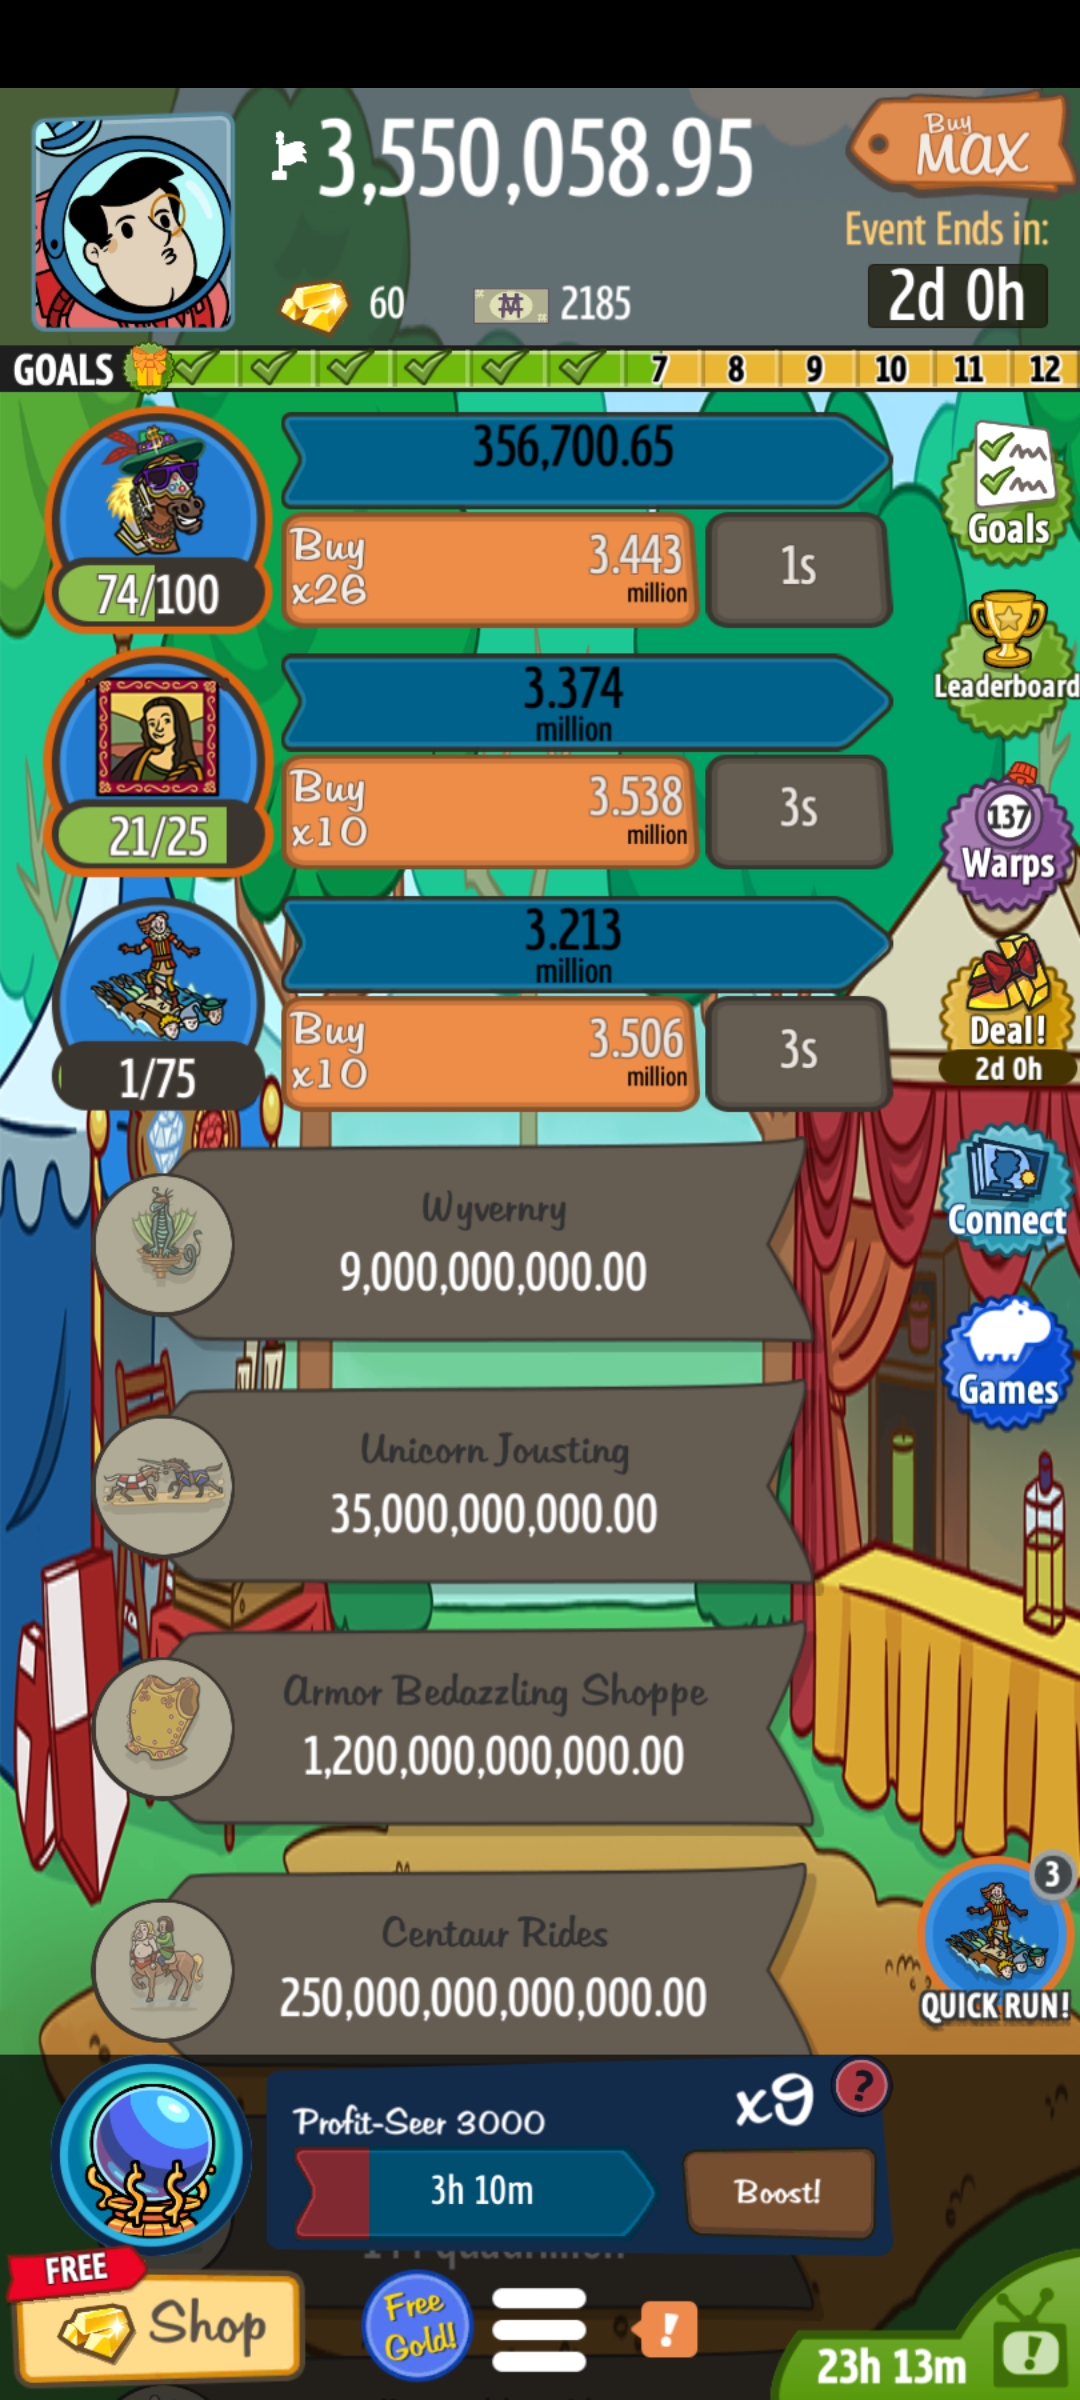 3,550,058.95
Buy
MAX
Event Ends in:
60
2185
2d 0h
GOALS
7 8 9 10 11 12
356,700.65
Buy
x26
3.443
million
1s
74/100
Goals
Leaderboard
3.374
million
Buy
x10
3.538
million
3s
21/25
137
Warps
3.213
million
Buy
x10
3.506
million
3s
1/75
Deal!
2d 0h
Wyvernry
9,000,000,000.00
Connect
Games
Unicorn Jousting
35,000,000,000.00
Armor Bedazzling Shoppe
1,200,000,000,000.00
Centaur Rides
250,000,000,000,000.00
3
QUICK RUN!
Profit-Seer 3000
x9
?
3h 10m
Boost!
FREE
Shop
Free
Gold!
!
23h 13m
!